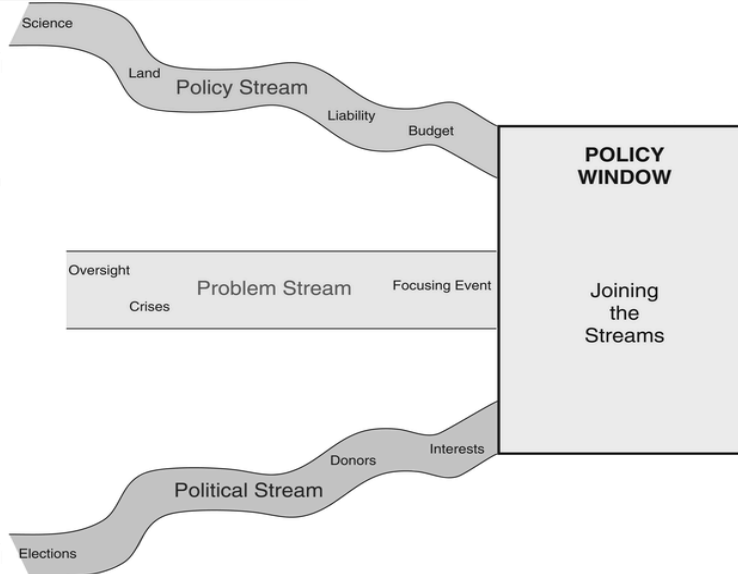 Science
Land
Policy Stream
Liability
Budget
POLICY
WINDOW
Oversight
Crises
Problem Stream
Focusing Event
Joining
the
Streams
Elections
Political Stream
Donors
Interests